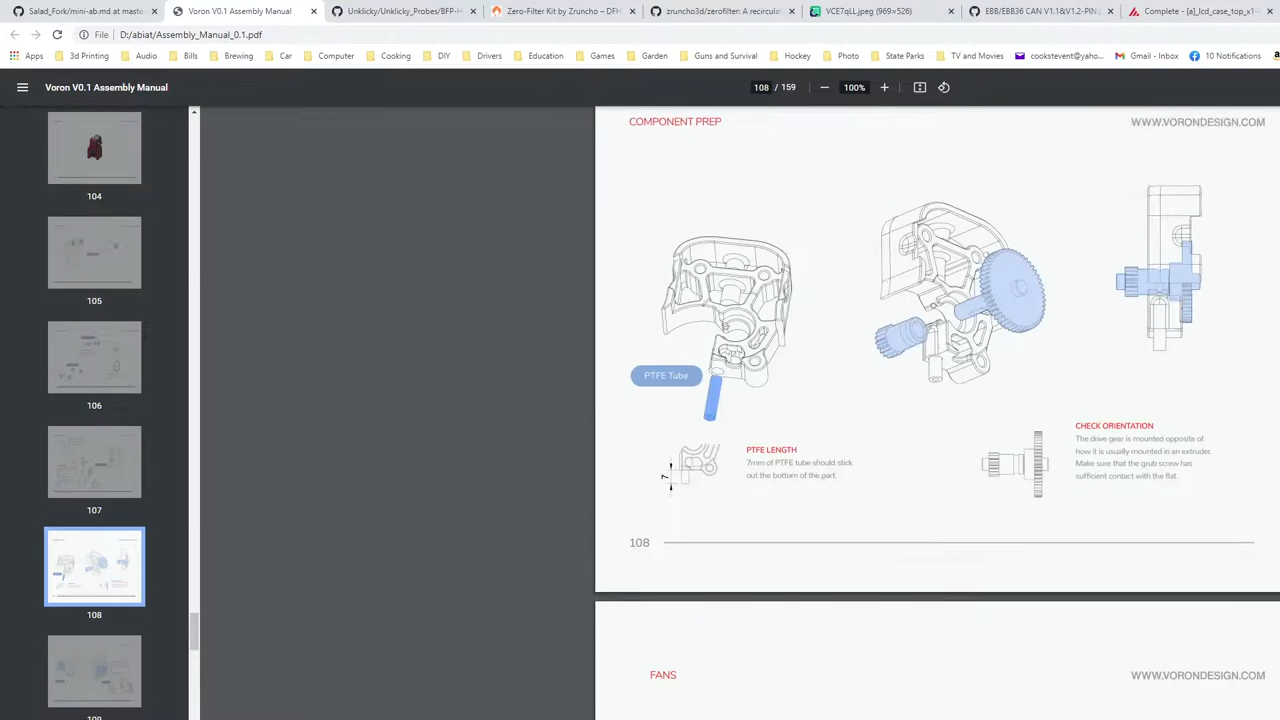 Salad_Fork/mini-ab.md at maste
Voron V0.1 Assembly Manual
Unklicky/Unklicky_Probes/BFP-H
Zero-Filter Kit by Zruncho – DFH
zruncho3d/zerofilter: A recirculat
VCE7qLL.jpeg (969×526)
EBB/EBB36 CAN V1.1&V1.2-PIN.p
Complete - [a]_lcd_case_top_x1-
File
D:/abiat/Assembly_Manual_0.1.pdf
Apps
3d Printing
Audio
Bills
Brewing
Car
Computer
Cooking
DIY
Drivers
Education
Games
Garden
Guns and Survival
Hockey
Photo
State Parks
TV and Movies
cookstevent@yaho...
Gmail - Inbox
10 Notifications
Voron V0.1 Assembly Manual
108 / 159
100%
104
105
106
107
108
109
COMPONENT PREP
WWW.VORONDESIGN.COM
PTFE Tube
7
PTFE LENGTH
7mm of PTFE tube should stick
out the bottom of the part.
CHECK ORIENTATION
The drive gear is mounted opposite of
how it is usually mounted in an extruder.
Make sure that the grub screw has
sufficient contact with the flat.
108
FANS
WWW.VORONDESIGN.COM